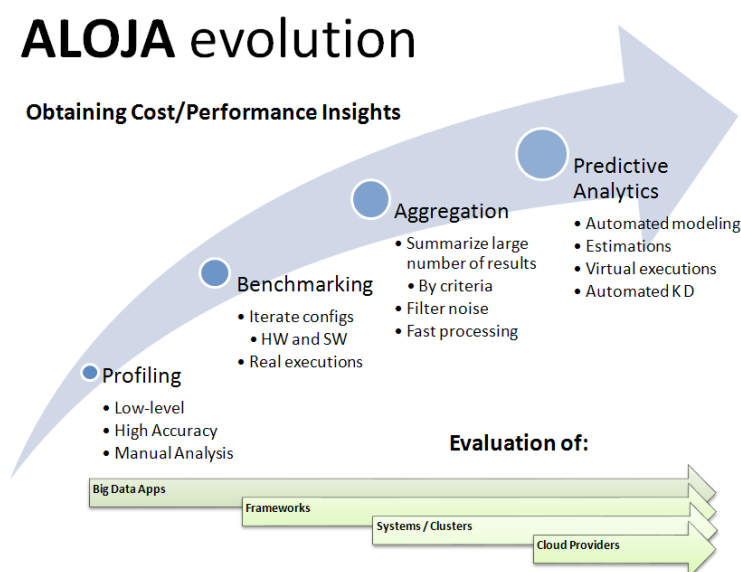 ALOJA evolution
Obtaining Cost/Performance Insights
Profiling
• Low-level
• High Accuracy
• Manual Analysis
Benchmarking
• Iterate configs
• HW and SW
• Real executions
Aggregation
• Summarize large
number of results
• By criteria
• Filter noise
• Fast processing
Predictive
Analytics
• Automated modeling
• Estimations
• Virtual executions
• Automated KD
Evaluation of:
Big Data Apps
Frameworks
Systems / Clusters
Cloud Providers